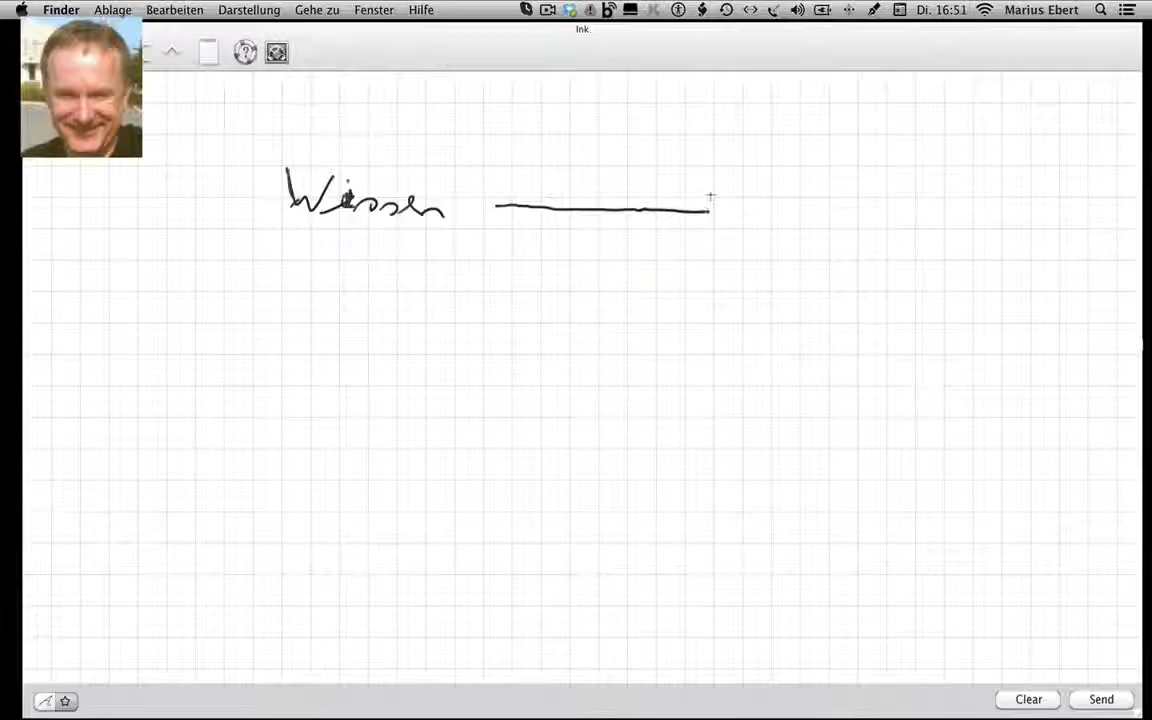 Finder Ablage Bearbeiten Darstellung Gehe zu Fenster Hilfe Di. 16:51 Marius Ebert
Ink
Wissen
Clear Send